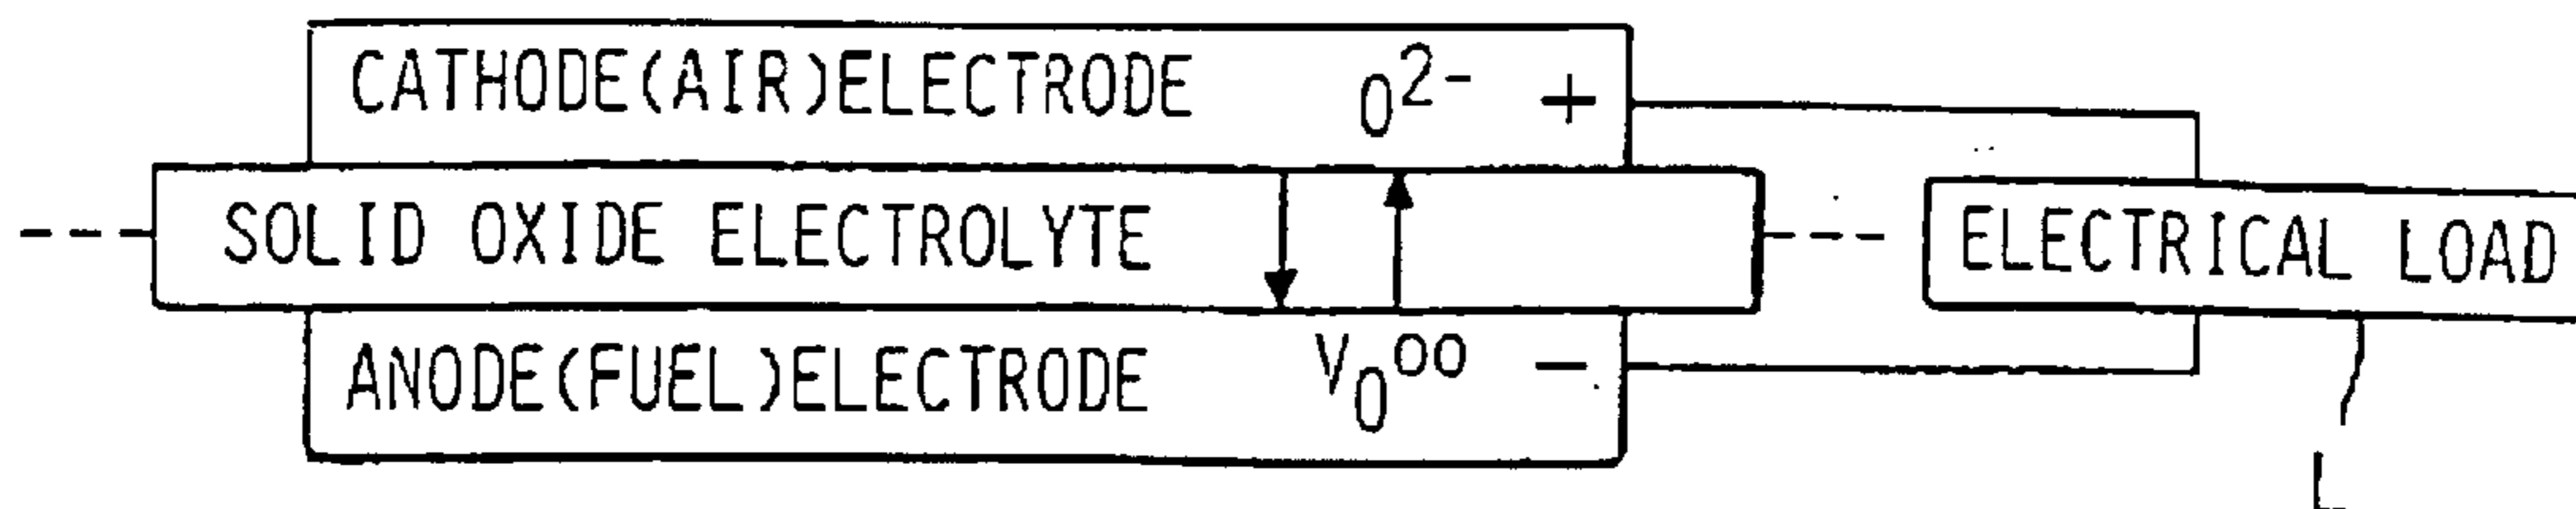 CATHODE(AIR)ELECTRODE O²⁻ +
SOLID OXIDE ELECTROLYTE
ELECTRICAL LOAD
ANODE(FUEL)ELECTRODE V₀ᴼᴼ −
L